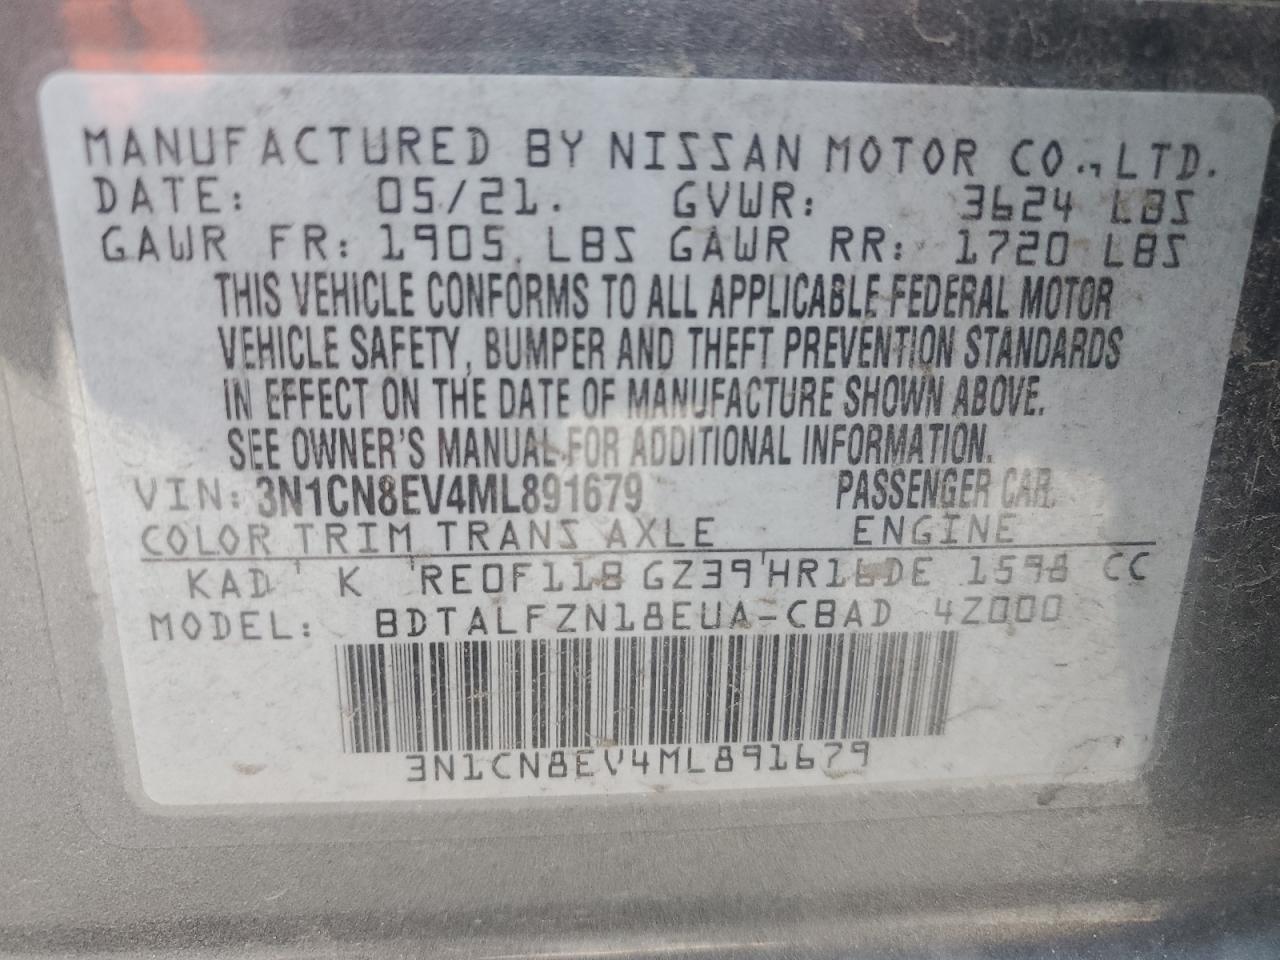 MANUFACTURED BY NISSAN MOTOR CO., LTD.
DATE: 05/21. GVWR: 3624 LBS
GAWR FR: 1905 LBS GAWR RR: 1720 LBS
THIS VEHICLE CONFORMS TO ALL APPLICABLE FEDERAL MOTOR
VEHICLE SAFETY, BUMPER AND THEFT PREVENTION STANDARDS
IN EFFECT ON THE DATE OF MANUFACTURE SHOWN ABOVE.
SEE OWNER'S MANUAL FOR ADDITIONAL INFORMATION.
VIN: 3N1CN8EV4ML891679 PASSENGER CAR.
COLOR TRIM TRANS AXLE ENGINE
KAD K RE0F11B GZ39 HR16DE 1598 CC
MODEL: BDTALFZN18EUA-CBAD 4Z000
3N1CN8EV4ML891679